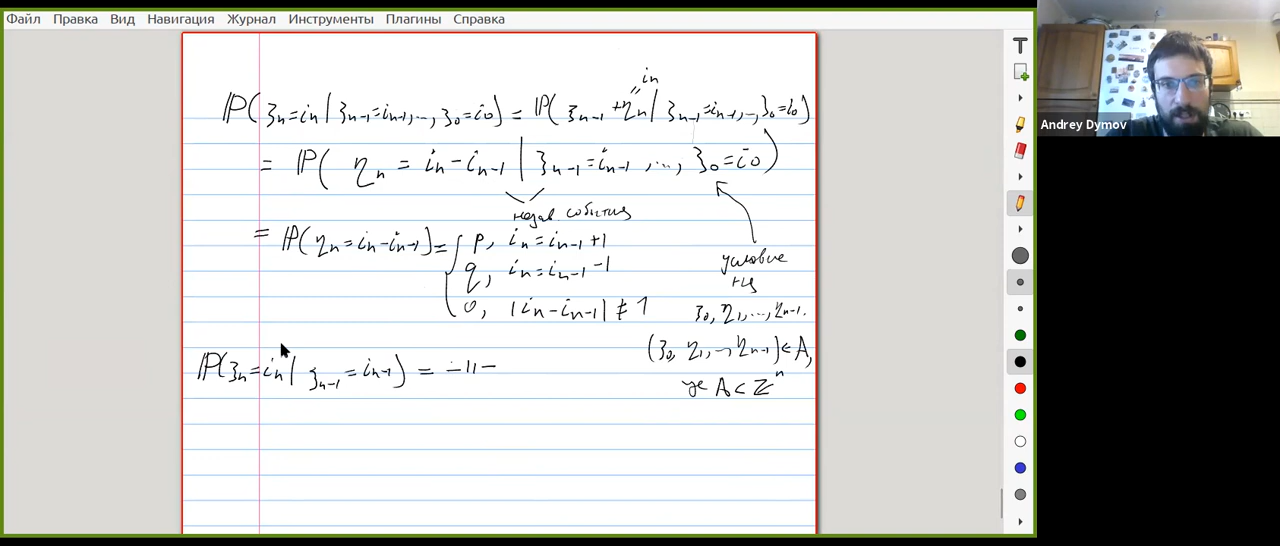 Файл Правка Вид Навигация Журнал Инструменты Плагины Справка
Andrey Dymov
iₙ
ℙ(ξₙ=iₙ | ξₙ₋₁=iₙ₋₁,.., ξ₀=i₀) = ℙ(ξₙ₋₁+ηₙ | ξₙ₋₁=iₙ₋₁,.., ξ₀=i₀)
= ℙ(ηₙ = iₙ-iₙ₋₁ | ξₙ₋₁=iₙ₋₁,..., ξ₀=i₀)
незав события
= ℙ(ηₙ=iₙ-iₙ₋₁) = { p, iₙ=iₙ₋₁+1
q, iₙ=iₙ₋₁-1
0, |iₙ-iₙ₋₁| ≠ 1
условие
на
ξ₀, η₁,..., ηₙ₋₁.
(ξ₀, η₁,.., ηₙ₋₁) ∈ A,
где A ⊂ ℤⁿ
ℙ(ξₙ=iₙ | ξₙ₋₁=iₙ₋₁) = -11-